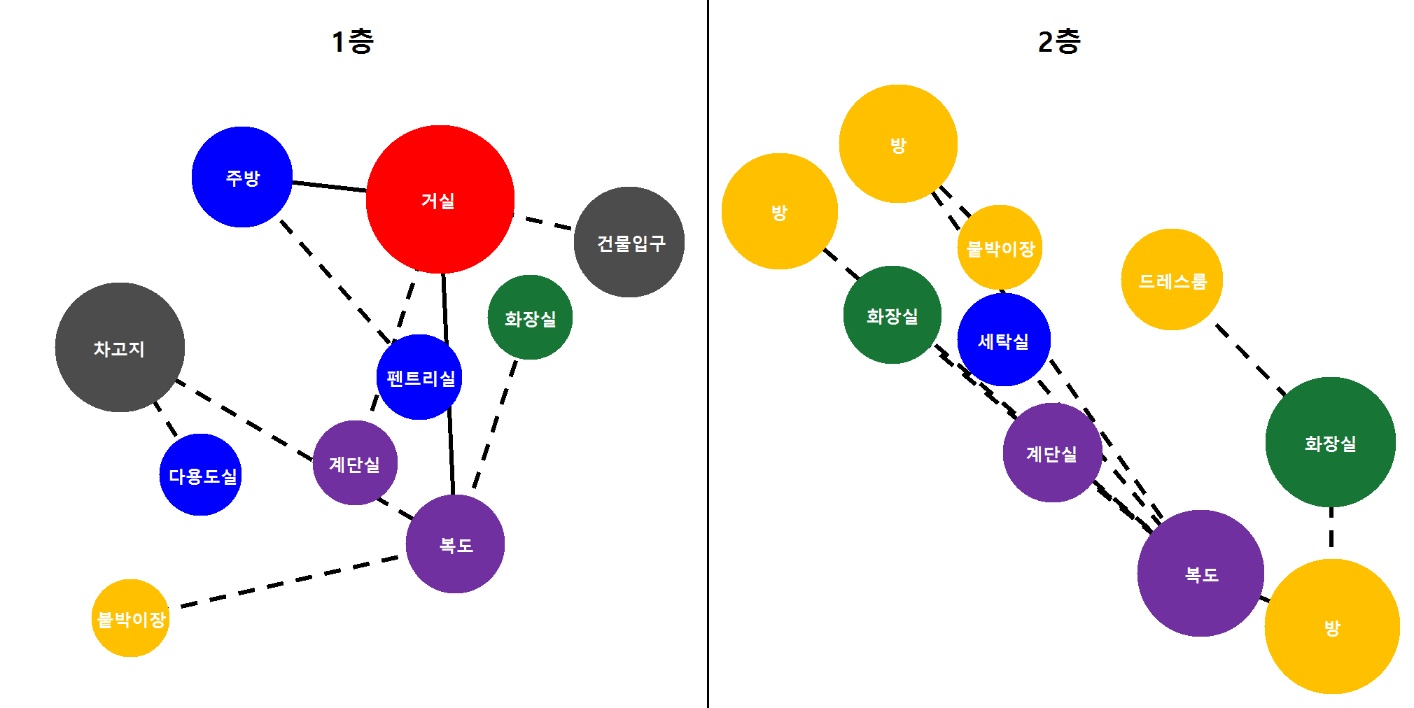 1층
2층
주방
거실
건물입구
화장실
차고지
펜트리실
다용도실
계단실
복도
붙박이장
방
방
붙박이장
드레스룸
화장실
세탁실
화장실
계단실
복도
방